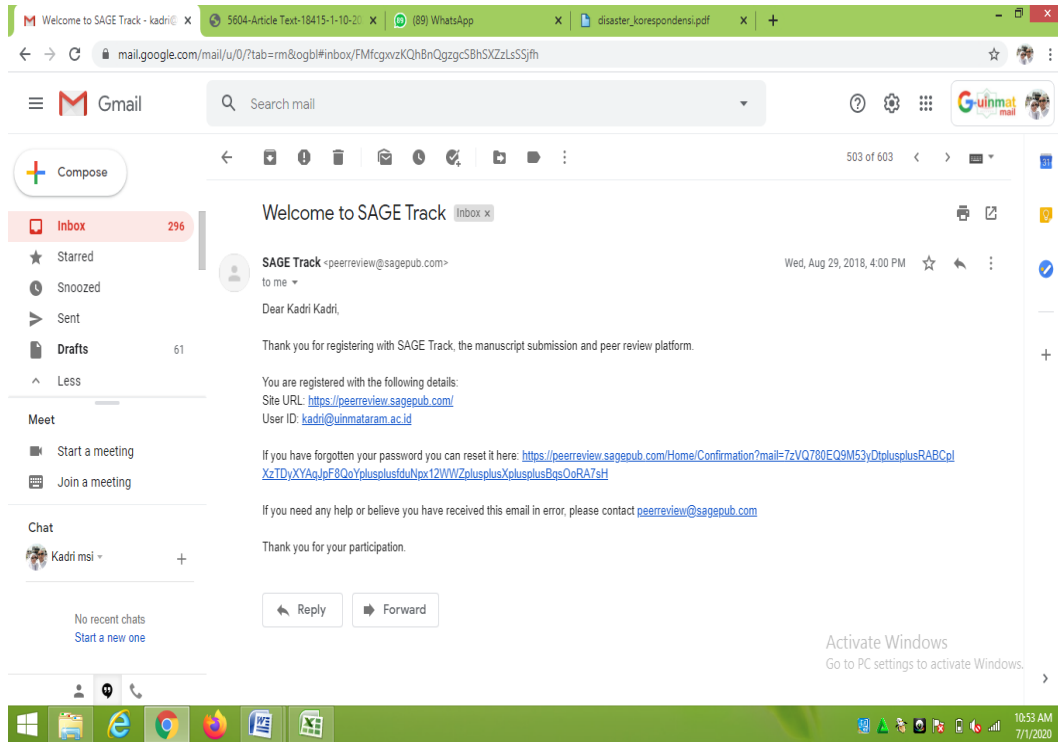 Welcome to SAGE Track - kadri@
5604-Article Text-18415-1-10-20
(89) WhatsApp
disaster_korespondensi.pdf
mail.google.com/mail/u/0/?tab=rm&ogbl#inbox/FMfcgxvzKQhBnQgzgcSBhSXZzLsSSjfh
Gmail
Search mail
G-uinmat
mail
Compose
503 of 603
31
Inbox 296
Starred
Snoozed
Sent
Drafts 61
Less
Meet
Start a meeting
Join a meeting
Chat
Kadri msi
No recent chats
Start a new one
Welcome to SAGE Track Inbox x
SAGE Track <peerreview@sagepub.com> Wed, Aug 29, 2018, 4:00 PM
to me
Dear Kadri Kadri,
Thank you for registering with SAGE Track, the manuscript submission and peer review platform.
You are registered with the following details:
Site URL: https://peerreview.sagepub.com/
User ID: kadri@uinmataram.ac.id
If you have forgotten your password you can reset it here: https://peerreview.sagepub.com/Home/Confirmation?mail=7zVQ780EQ9M53yDtplusplusRABCpI
XzTDyXYAqJpF8QoYplusplusfduNpx12WWZplusplusXplusplusBqsOoRA7sH
If you need any help or believe you have received this email in error, please contact peerreview@sagepub.com
Thank you for your participation.
Reply
Forward
Activate Windows
Go to PC settings to activate Windows.
10:53 AM
7/1/2020